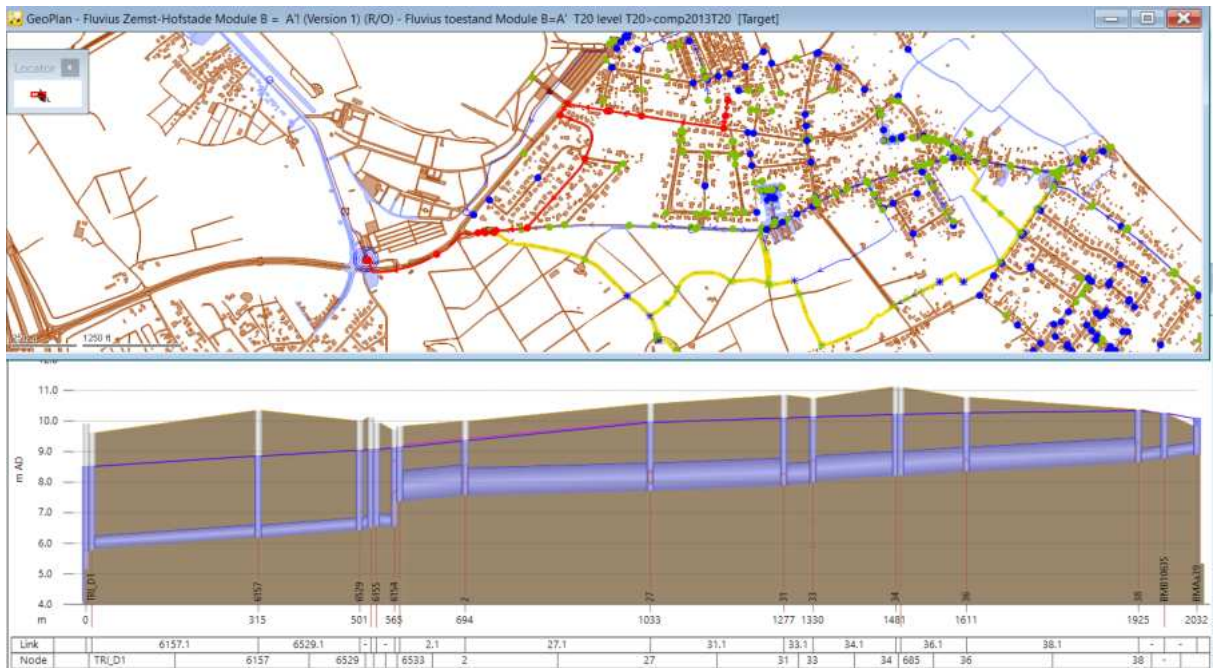 GeoPlan - Fluvius Zemst-Hofstade Module B = A'! (Version 1) (R/O) - Fluvius toestand Module B=A' T20 level T20>comp2013T20 [Target]
Locator
1250 ft
11.0
10.0
9.0
m AD
8.0
7.0
6.0
5.0
4.0
TRI_D1 6157 6529 6155 6154 2 27 31 33 34 36 38 BMB10635 BMAa39
m 0 315 501 565 694 1033 1277 1330 1481 1611 1925 2032
Link 6157.1 6529.1 - - 2.1 27.1 31.1 33.1 34.1 36.1 38.1 - -
Node TRI_D1 6157 6529 6533 2 27 31 33 34 685 36 38 -